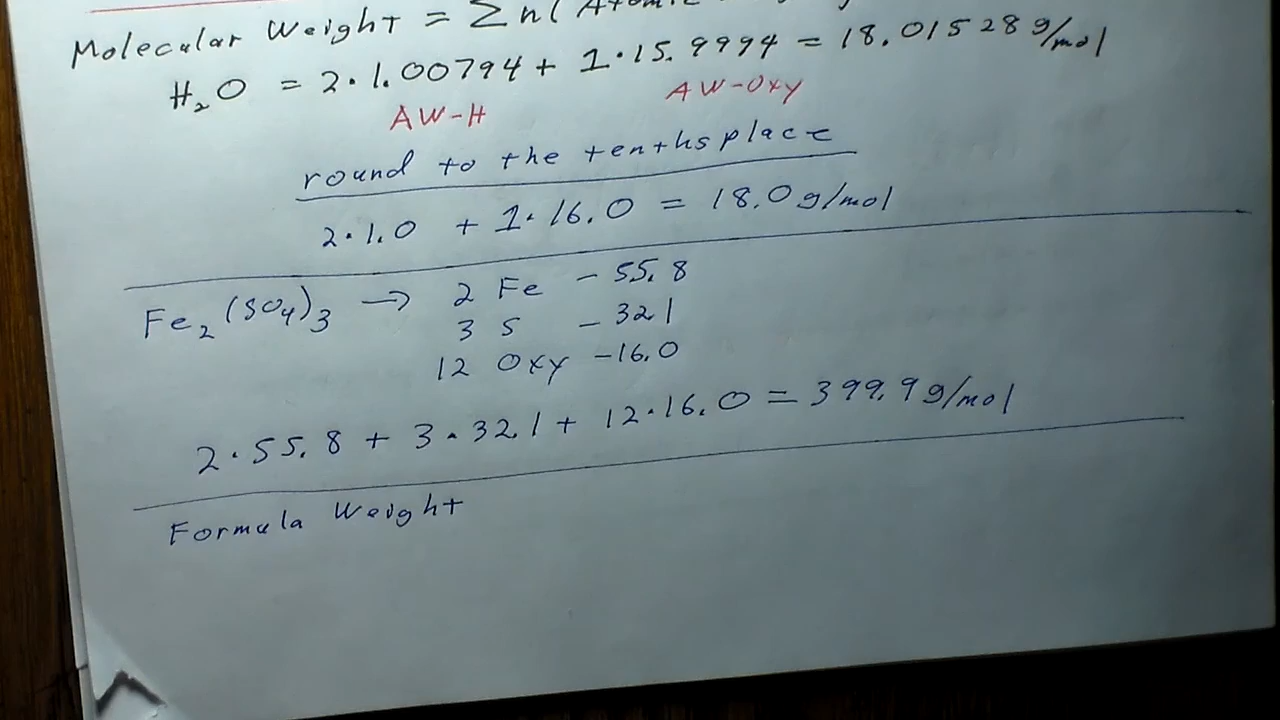 Molecular Weight = Σn(Atomic
H₂O = 2·1.00794 + 1·15.9994 = 18.015 28 g/mol
AW-H AW-Oxy
round to the tenths place
2·1.0 + 1·16.0 = 18.0 g/mol
Fe₂(SO₄)₃ → 2 Fe - 55.8
3 S - 32.1
12 Oxy - 16.0
2·55.8 + 3·32.1 + 12·16.0 = 399.9 g/mol
Formula Weight